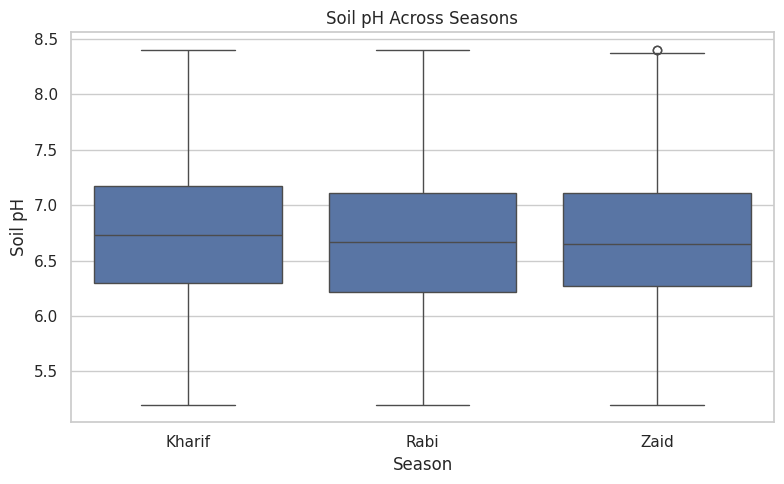 Soil pH Across Seasons
Soil pH
8.5
8.0
7.5
7.0
6.5
6.0
5.5
Kharif
Rabi
Zaid
Season